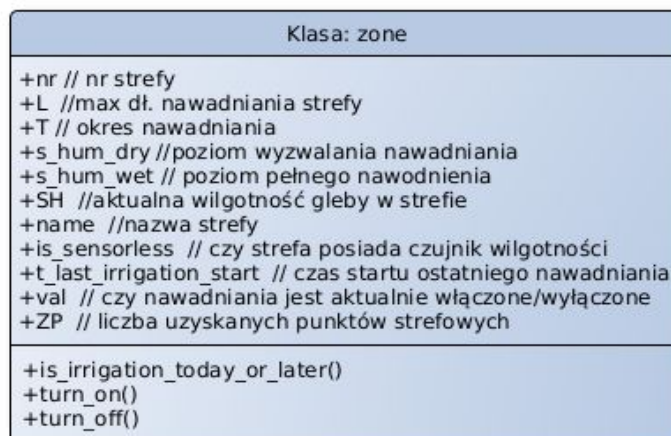 Klasa: zone
+nr // nr strefy
+L //max dł. nawadniania strefy
+T // okres nawadniania
+s_hum_dry //poziom wyzwalania nawadniania
+s_hum_wet // poziom pełnego nawodnienia
+SH //aktualna wilgotność gleby w strefie
+name //nazwa strefy
+is_sensorless // czy strefa posiada czujnik wilgotności
+t_last_irrigation_start // czas startu ostatniego nawadniania
+val // czy nawadniania jest aktualnie włączone/wyłączone
+ZP // liczba uzyskanych punktów strefowych
+is_irrigation_today_or_later()
+turn_on()
+turn_off()